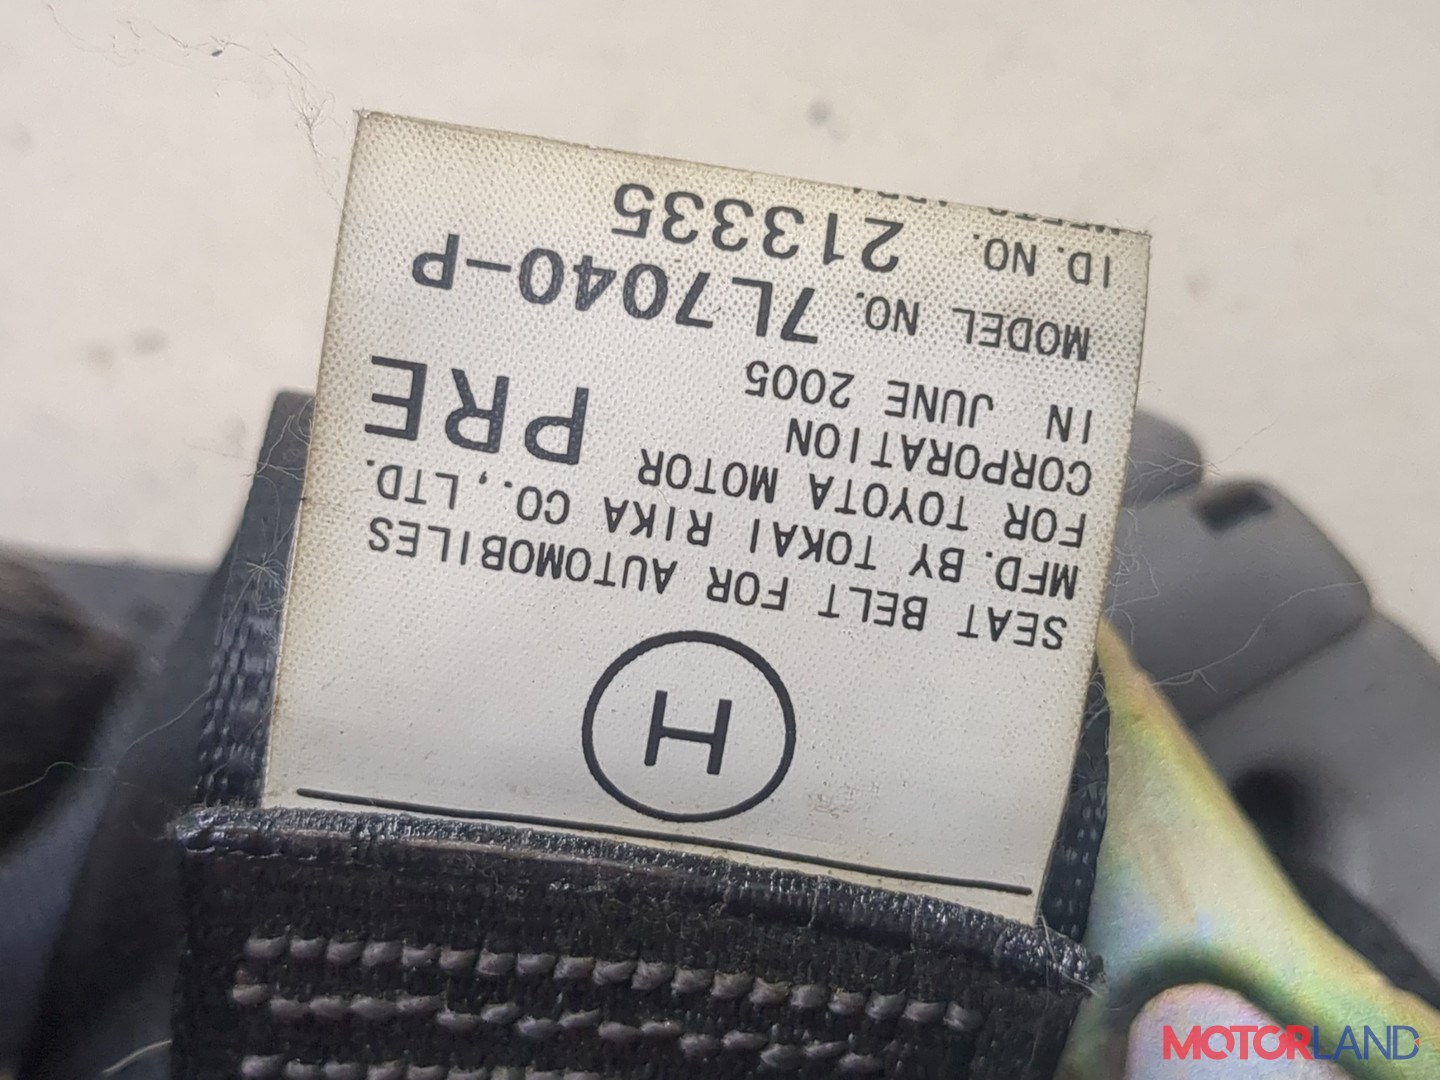 H
SEAT BELT FOR AUTOMOBILES
MFD. BY TOKAI RIKA CO., LTD.
FOR TOYOTA MOTOR
CORPORATION
PRE
IN JUNE 2005
MODEL NO. 7L7040-P
ID. NO. 213335
MOTORLAND